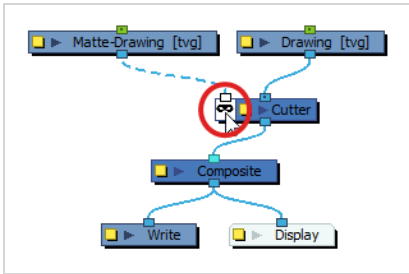 Matte-Drawing [tvg]
Drawing [tvg]
Cutter
Composite
Write
Display